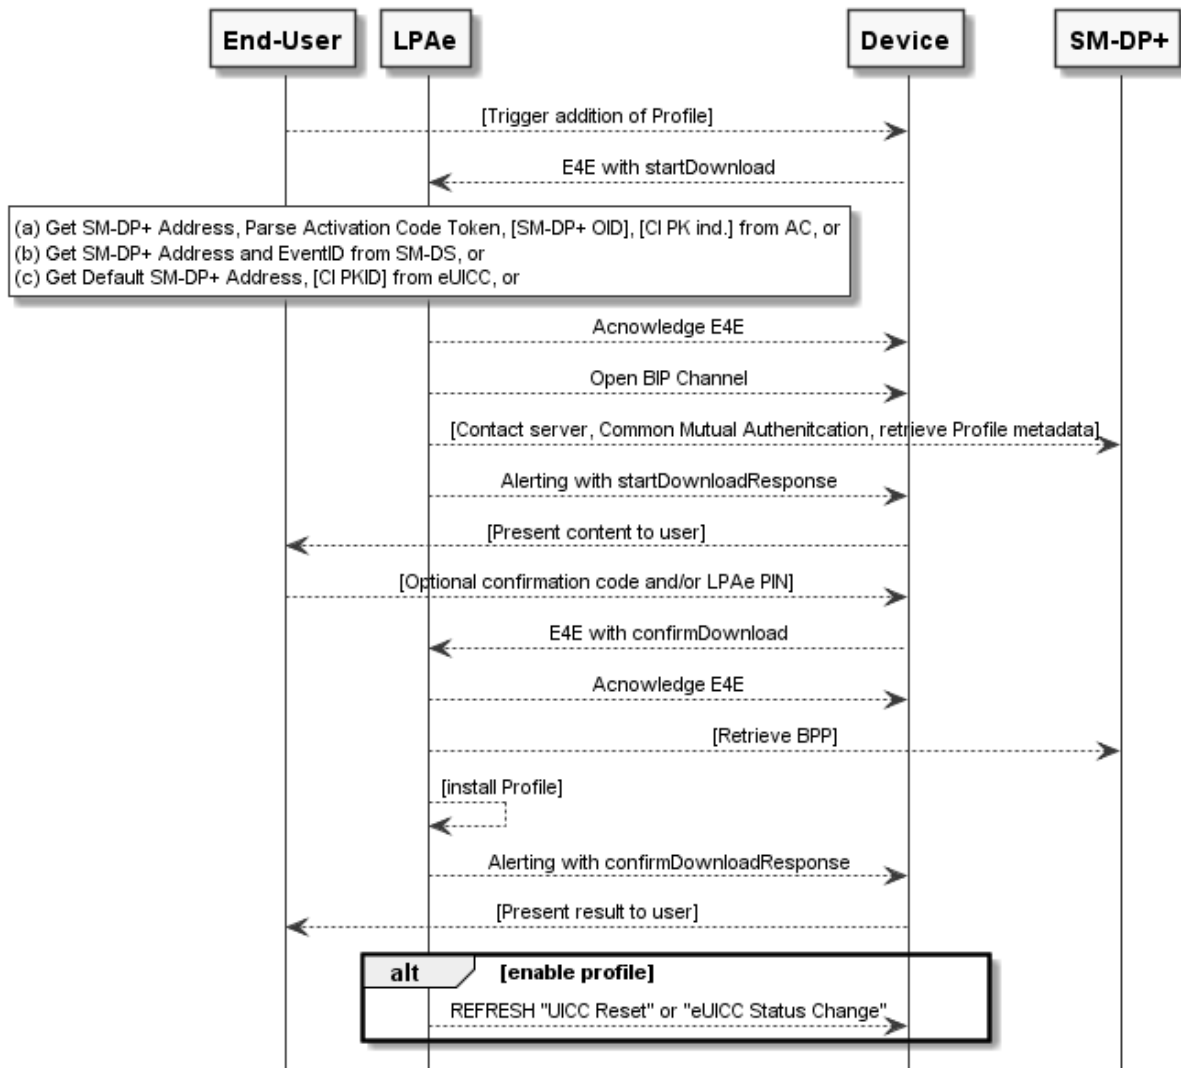 End-User LPAe Device SM-DP+
[Trigger addition of Profile]
E4E with startDownload
(a) Get SM-DP+ Address, Parse Activation Code Token, [SM-DP+ OID], [CI PK ind.] from AC, or
(b) Get SM-DP+ Address and EventID from SM-DS, or
(c) Get Default SM-DP+ Address, [CI PKID] from eUICC, or
Acnowledge E4E
Open BIP Channel
[Contact server, Common Mutual Authenitcation, retrieve Profile metadata]
Alerting with startDownloadResponse
[Present content to user]
[Optional confirmation code and/or LPAe PIN]
E4E with confirmDownload
Acnowledge E4E
[Retrieve BPP]
[install Profile]
Alerting with confirmDownloadResponse
[Present result to user]
alt [enable profile]
REFRESH "UICC Reset" or "eUICC Status Change"